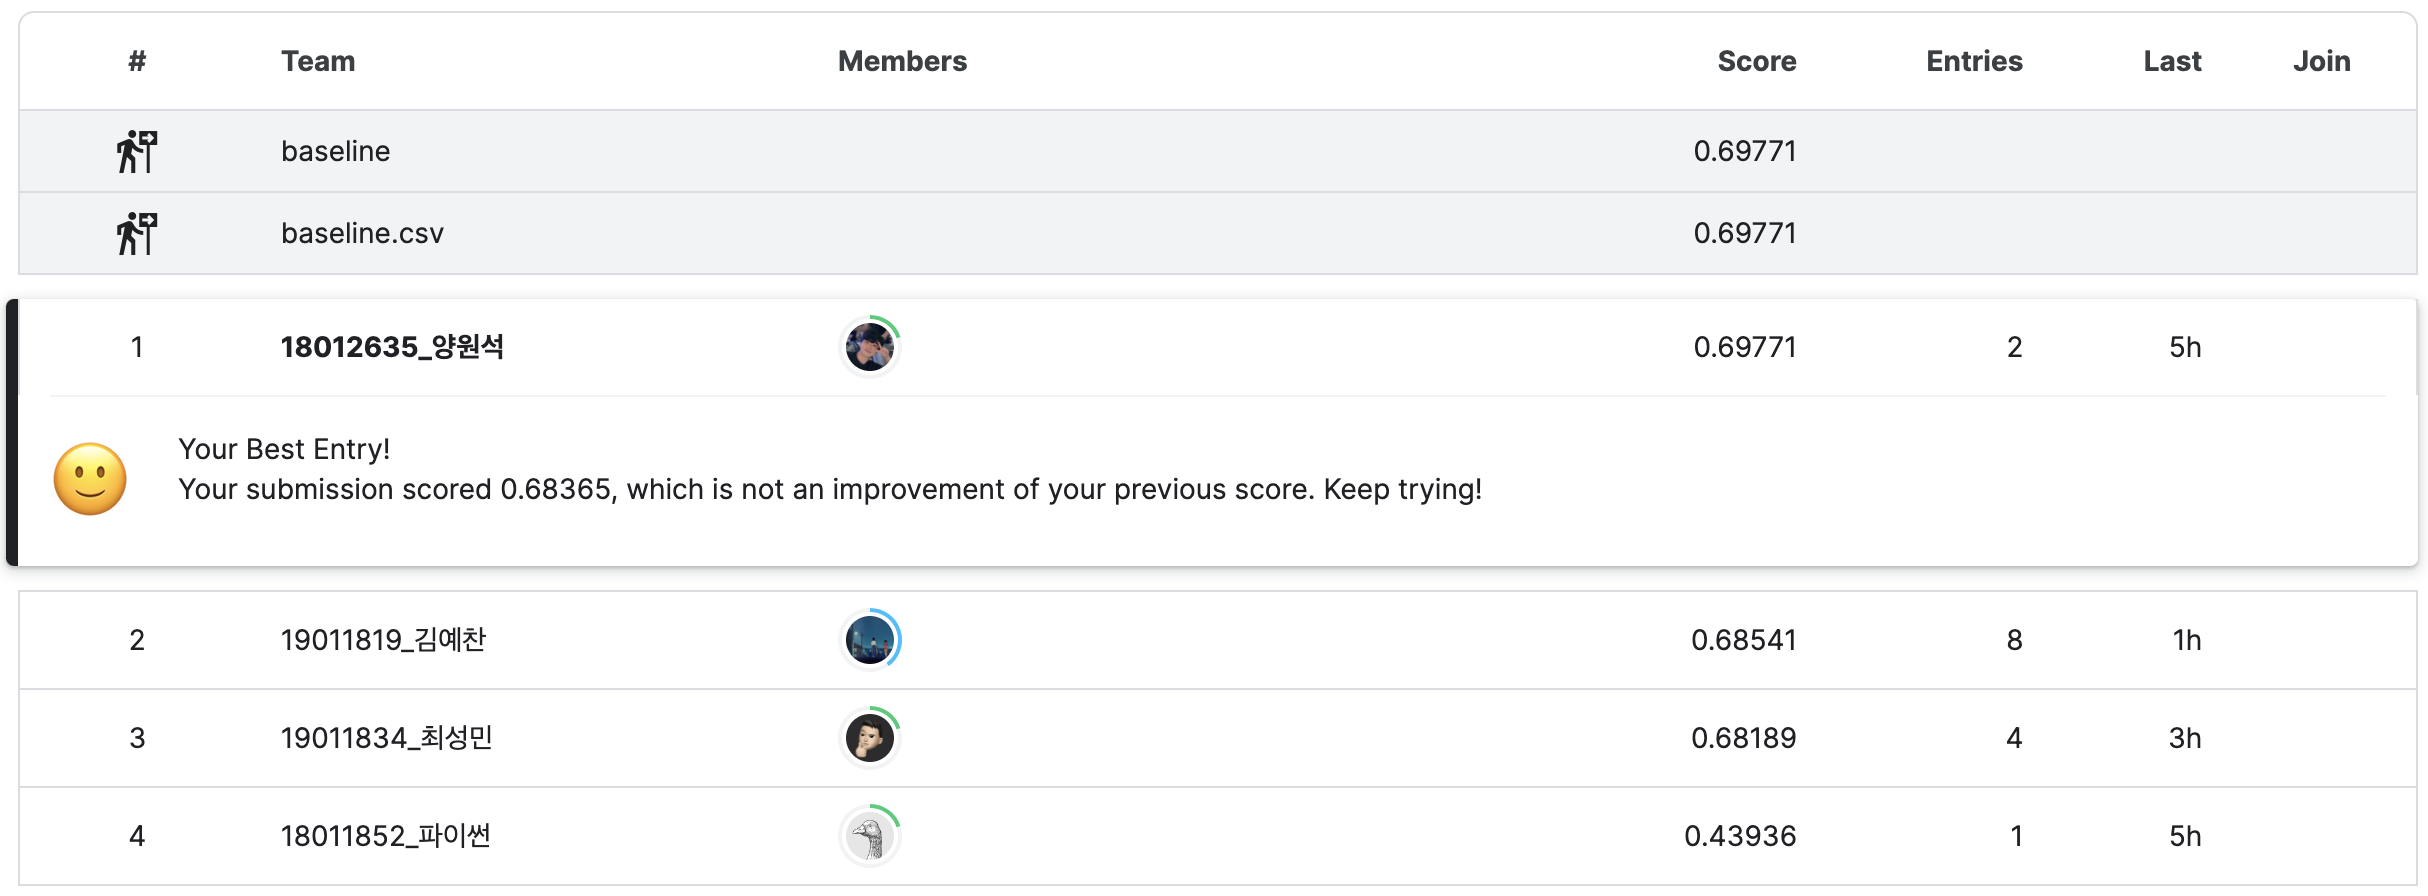 # Team Members Score Entries Last Join
baseline 0.69771
baseline.csv 0.69771
1 18012635_양원석 0.69771 2 5h
Your Best Entry!
Your submission scored 0.68365, which is not an improvement of your previous score. Keep trying!
2 19011819_김예찬 0.68541 8 1h
3 19011834_최성민 0.68189 4 3h
4 18011852_파이썬 0.43936 1 5h